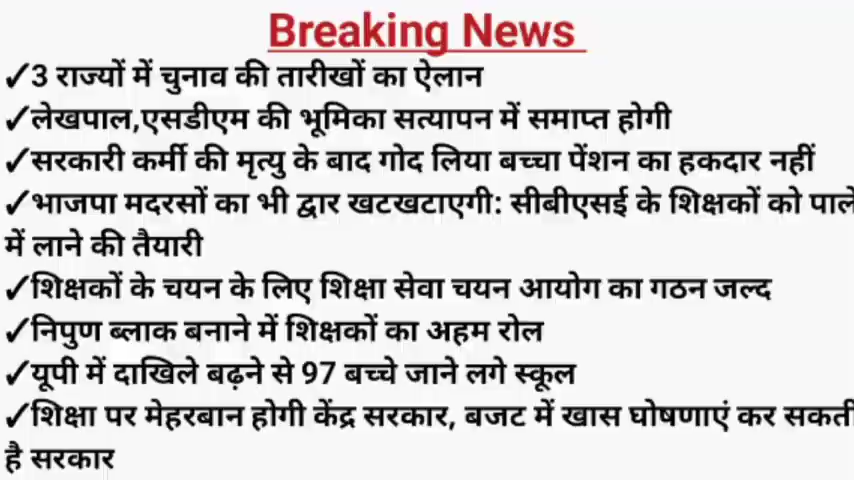 Breaking News
✓3 राज्यों में चुनाव की तारीखों का ऐलान
✓लेखपाल,एसडीएम की भूमिका सत्यापन में समाप्त होगी
✓सरकारी कर्मी की मृत्यु के बाद गोद लिया बच्चा पेंशन का हकदार नहीं
✓भाजपा मदरसों का भी द्वार खटखटाएगी: सीबीएसई के शिक्षकों को पाले
में लाने की तैयारी
✓शिक्षकों के चयन के लिए शिक्षा सेवा चयन आयोग का गठन जल्द
✓निपुण ब्लाक बनाने में शिक्षकों का अहम रोल
✓यूपी में दाखिले बढ़ने से 97 बच्चे जाने लगे स्कूल
✓शिक्षा पर मेहरबान होगी केंद्र सरकार, बजट में खास घोषणाएं कर सकती
है सरकार